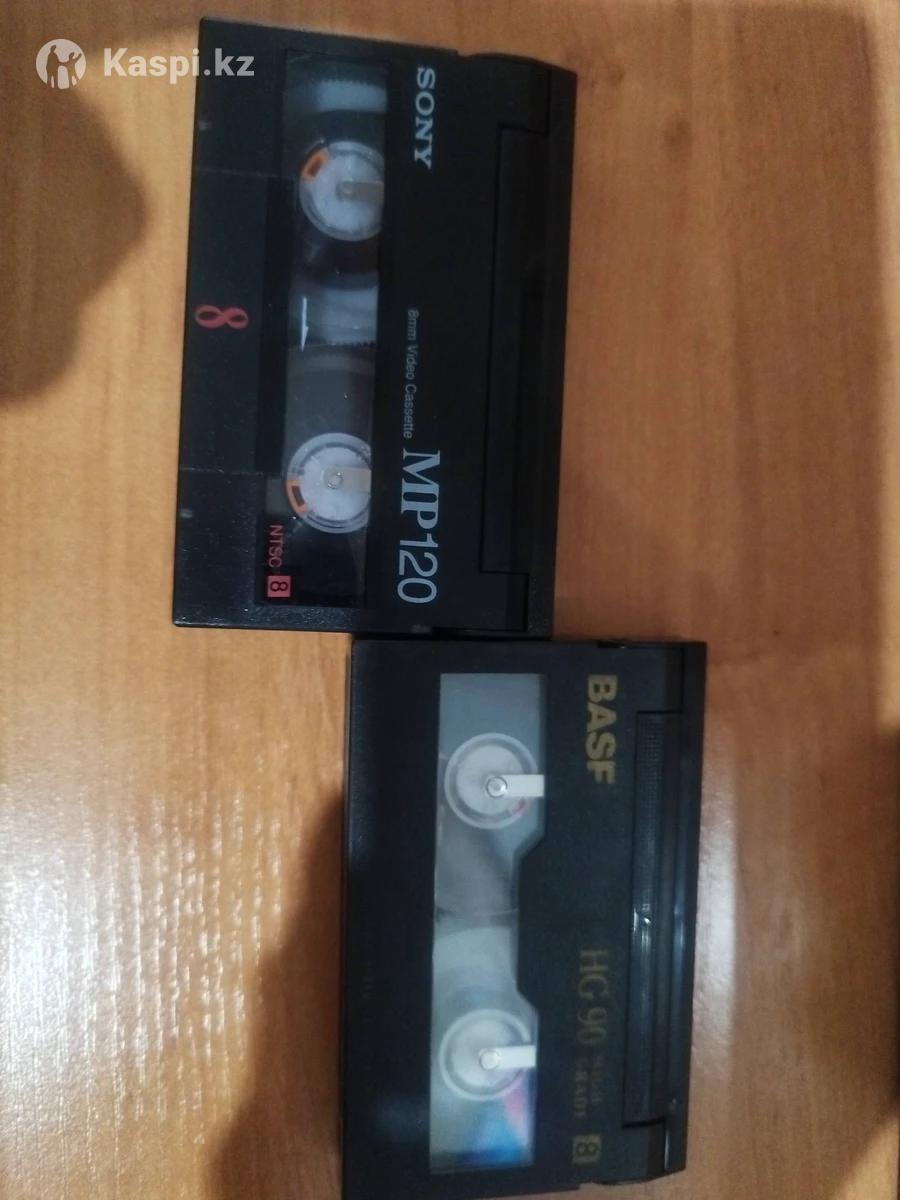 Kaspi.kz
SONY
8mm Video Cassette MP120
8
NTSC 8
BASF
HG 90 HIGH
GRADE
8